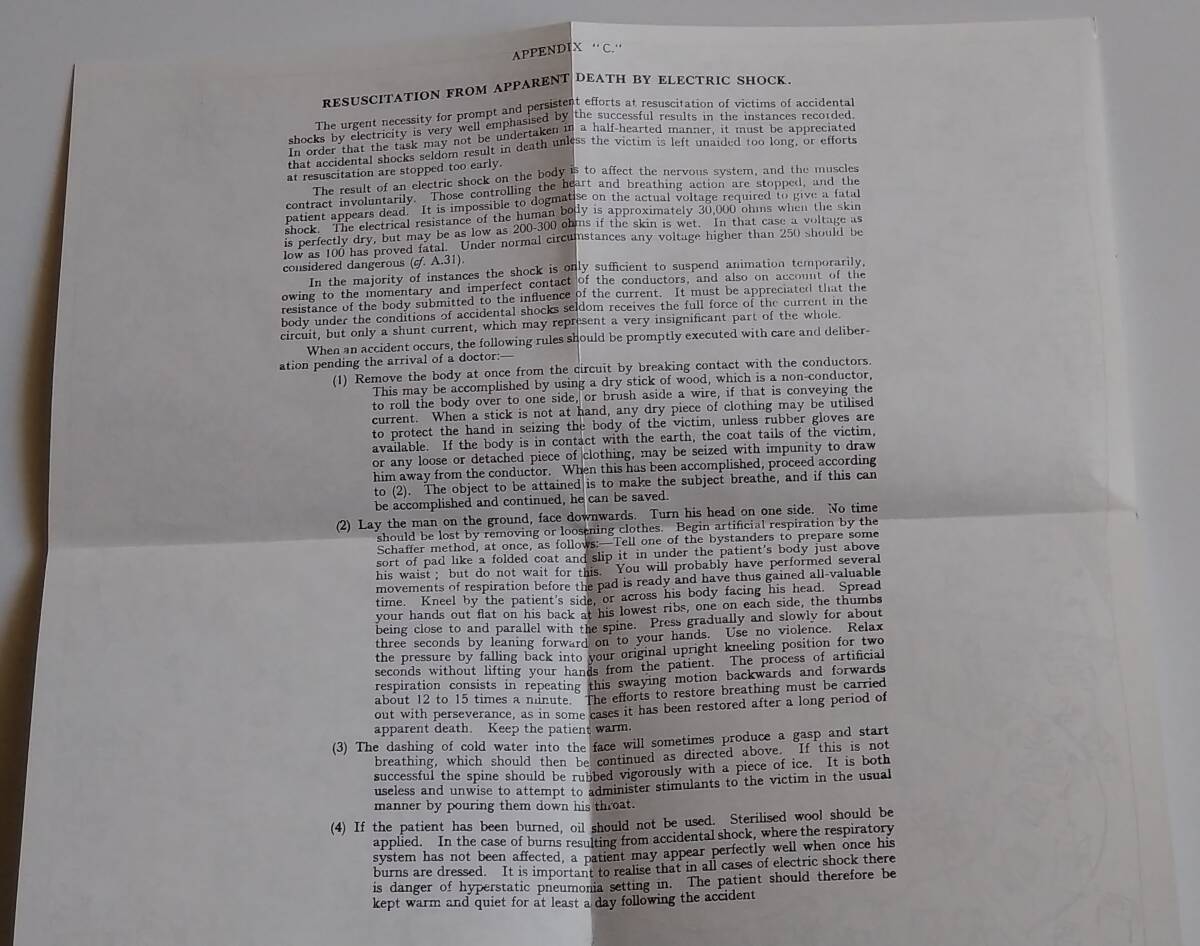 APPENDIX "C."
RESUSCITATION FROM APPARENT DEATH BY ELECTRIC SHOCK.
The urgent necessity for prompt and persistent efforts at resuscitation of victims of accidental
shocks by electricity is very well emphasised by the successful results in the instances recorded.
In order that the task may not be undertaken in a half-hearted manner, it must be appreciated
that accidental shocks seldom result in death unless the victim is left unaided too long, or efforts
at resuscitation are stopped too early.
The result of an electric shock on the body is to affect the nervous system, and the muscles
contract involuntarily. Those controlling the heart and breathing action are stopped, and the
patient appears dead. It is impossible to dogmatise on the actual voltage required to give a fatal
shock. The electrical resistance of the human body is approximately 30,000 ohms when the skin
is perfectly dry, but may be as low as 200-300 ohms if the skin is wet. In that case a voltage as
low as 100 has proved fatal. Under normal circumstances any voltage higher than 250 should be
considered dangerous (cf. A.31).
In the majority of instances the shock is only sufficient to suspend animation temporarily,
owing to the momentary and imperfect contact of the conductors, and also on account of the
resistance of the body submitted to the influence of the current. It must be appreciated that the
body under the conditions of accidental shocks seldom receives the full force of the current in the
circuit, but only a shunt current, which may represent a very insignificant part of the whole.
When an accident occurs, the following rules should be promptly executed with care and deliber-
ation pending the arrival of a doctor:—
(1) Remove the body at once from the circuit by breaking contact with the conductors.
This may be accomplished by using a dry stick of wood, which is a non-conductor,
to roll the body over to one side, or brush aside a wire, if that is conveying the
current. When a stick is not at hand, any dry piece of clothing may be utilised
to protect the hand in seizing the body of the victim, unless rubber gloves are
available. If the body is in contact with the earth, the coat tails of the victim,
or any loose or detached piece of clothing, may be seized with impunity to draw
him away from the conductor. When this has been accomplished, proceed according
to (2). The object to be attained is to make the subject breathe, and if this can
be accomplished and continued, he can be saved.
(2) Lay the man on the ground, face downwards. Turn his head on one side. No time
should be lost by removing or loosening clothes. Begin artificial respiration by the
Schaffer method, at once, as follows:—Tell one of the bystanders to prepare some
sort of pad like a folded coat and slip it in under the patient's body just above
his waist; but do not wait for this. You will probably have performed several
movements of respiration before the pad is ready and have thus gained all-valuable
time. Kneel by the patient's side, or across his body facing his head. Spread
your hands out flat on his back at his lowest ribs, one on each side, the thumbs
being close to and parallel with the spine. Press gradually and slowly for about
three seconds by leaning forward on to your hands. Use no violence. Relax
the pressure by falling back into your original upright kneeling position for two
seconds without lifting your hands from the patient. The process of artificial
respiration consists in repeating this swaying motion backwards and forwards
about 12 to 15 times a minute. The efforts to restore breathing must be carried
out with perseverance, as in some cases it has been restored after a long period of
apparent death. Keep the patient warm.
(3) The dashing of cold water into the face will sometimes produce a gasp and start
breathing, which should then be continued as directed above. If this is not
successful the spine should be rubbed vigorously with a piece of ice. It is both
useless and unwise to attempt to administer stimulants to the victim in the usual
manner by pouring them down his throat.
(4) If the patient has been burned, oil should not be used. Sterilised wool should be
applied. In the case of burns resulting from accidental shock, where the respiratory
system has not been affected, a patient may appear perfectly well when once his
burns are dressed. It is important to realise that in all cases of electric shock there
is danger of hyperstatic pneumonia setting in. The patient should therefore be
kept warm and quiet for at least a day following the accident